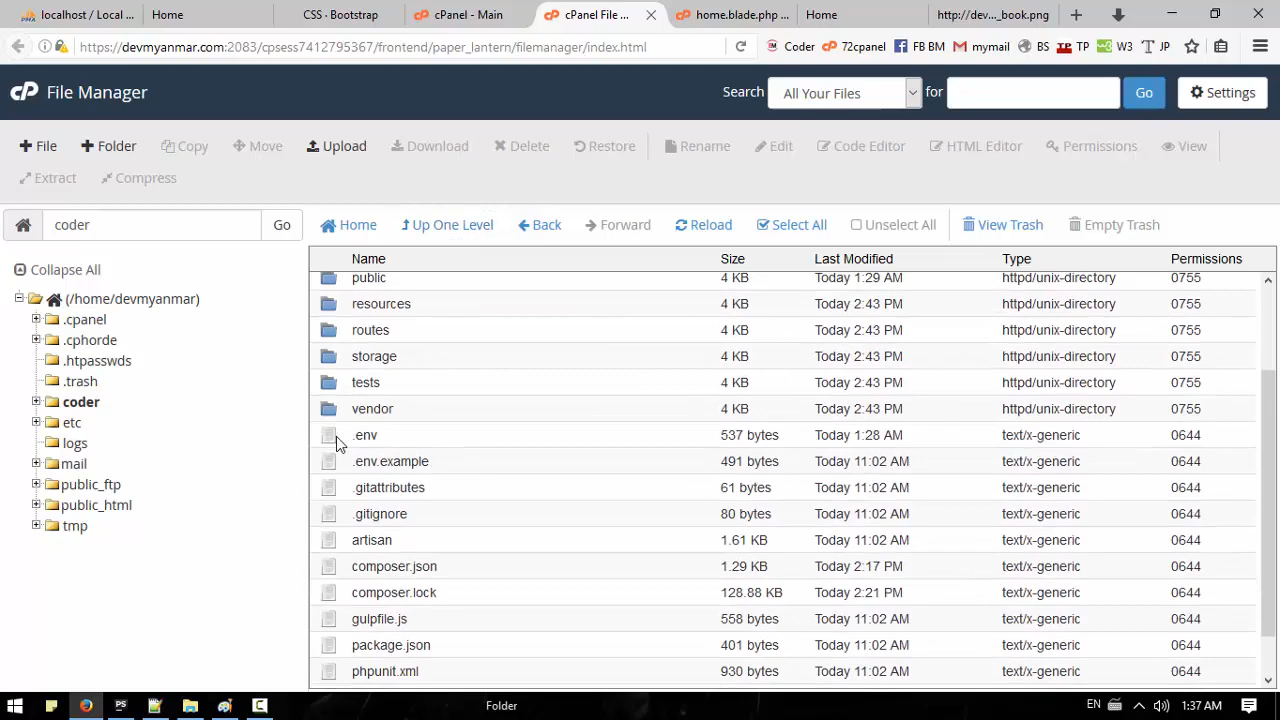 localhost / Local ...
Home
CSS · Bootstrap
cPanel - Main
cPanel File ...
home.blade.php ...
Home
http://dev..._book.png
https://devmyanmar.com:2083/cpsess7412795367/frontend/paper_lantern/filemanager/index.html
Coder
72cpanel
FB BM
mymail
BS
TP
W3
JP
cP File Manager
Search
All Your Files
for
Go
Settings
File
Folder
Copy
Move
Upload
Download
Delete
Restore
Rename
Edit
Code Editor
HTML Editor
Permissions
View
Extract
Compress
coder
Go
Home
Up One Level
Back
Forward
Reload
Select All
Unselect All
View Trash
Empty Trash
Collapse All
(/home/devmyanmar)
.cpanel
.cphorde
.htpasswds
.trash
coder
etc
logs
mail
public_ftp
public_html
tmp
Name Size Last Modified Type Permissions
public 4 KB Today 1:29 AM httpd/unix-directory 0755
resources 4 KB Today 2:43 PM httpd/unix-directory 0755
routes 4 KB Today 2:43 PM httpd/unix-directory 0755
storage 4 KB Today 2:43 PM httpd/unix-directory 0755
tests 4 KB Today 2:43 PM httpd/unix-directory 0755
vendor 4 KB Today 2:43 PM httpd/unix-directory 0755
.env 537 bytes Today 1:28 AM text/x-generic 0644
.env.example 491 bytes Today 11:02 AM text/x-generic 0644
.gitattributes 61 bytes Today 11:02 AM text/x-generic 0644
.gitignore 80 bytes Today 11:02 AM text/x-generic 0644
artisan 1.61 KB Today 11:02 AM text/x-generic 0644
composer.json 1.29 KB Today 2:17 PM text/x-generic 0644
composer.lock 128.88 KB Today 2:21 PM text/x-generic 0644
gulpfile.js 558 bytes Today 11:02 AM text/x-generic 0644
package.json 401 bytes Today 11:02 AM text/x-generic 0644
phpunit.xml 930 bytes Today 11:02 AM text/x-generic 0644
Folder
EN
1:37 AM